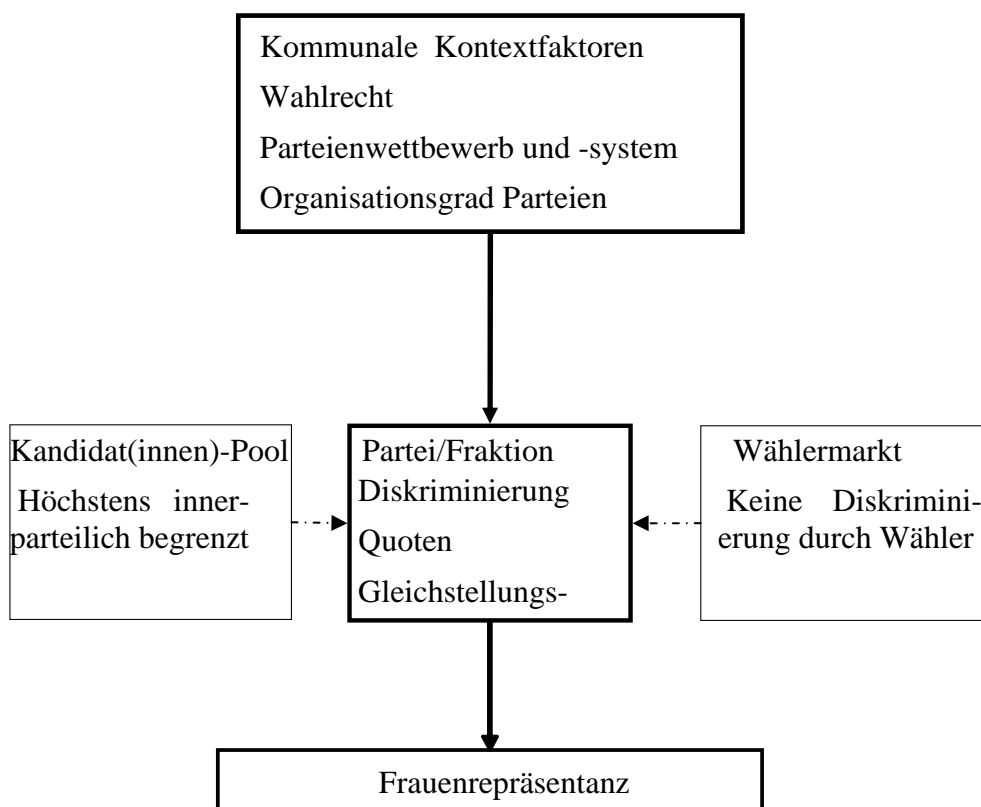 Kommunale Kontextfaktoren
Wahlrecht
Parteienwettbewerb und -system
Organisationsgrad Parteien
Kandidat(innen)-Pool
Höchstens inner-
parteilich begrenzt
Partei/Fraktion
Diskriminierung
Quoten
Gleichstellungs-
Wählermarkt
Keine Diskrimini-
erung durch Wähler
Frauenrepräsentanz